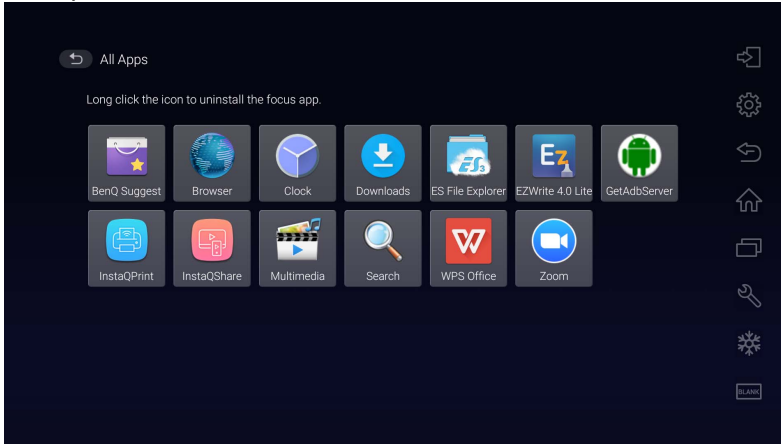 All Apps
Long click the icon to uninstall the focus app.
Ez
BenQ Suggest Browser Clock Downloads ES File Explorer EZWrite 4.0 Lite GetAdbServer
W
InstaQPrint InstaQShare Multimedia Search WPS Office Zoom
BLANK